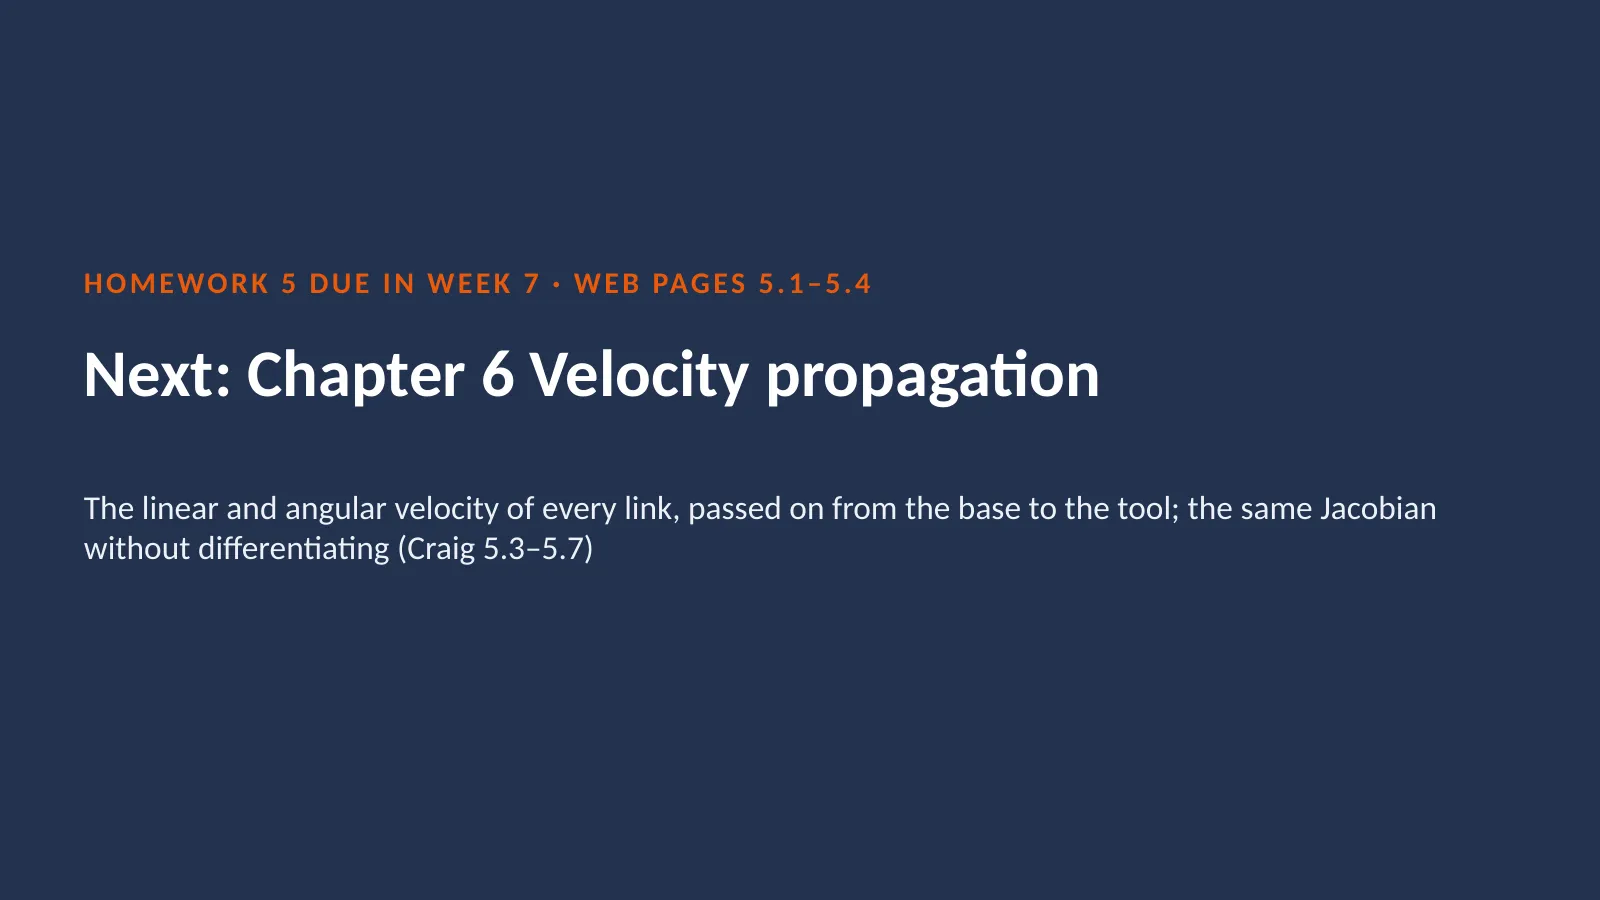 HOMEWORK 5 DUE IN WEEK 7 · WEB PAGES 5.1–5.4
Next: Chapter 6 Velocity propagation
The linear and angular velocity of every link, passed on from the base to the tool; the same Jacobian
without differentiating (Craig 5.3–5.7)